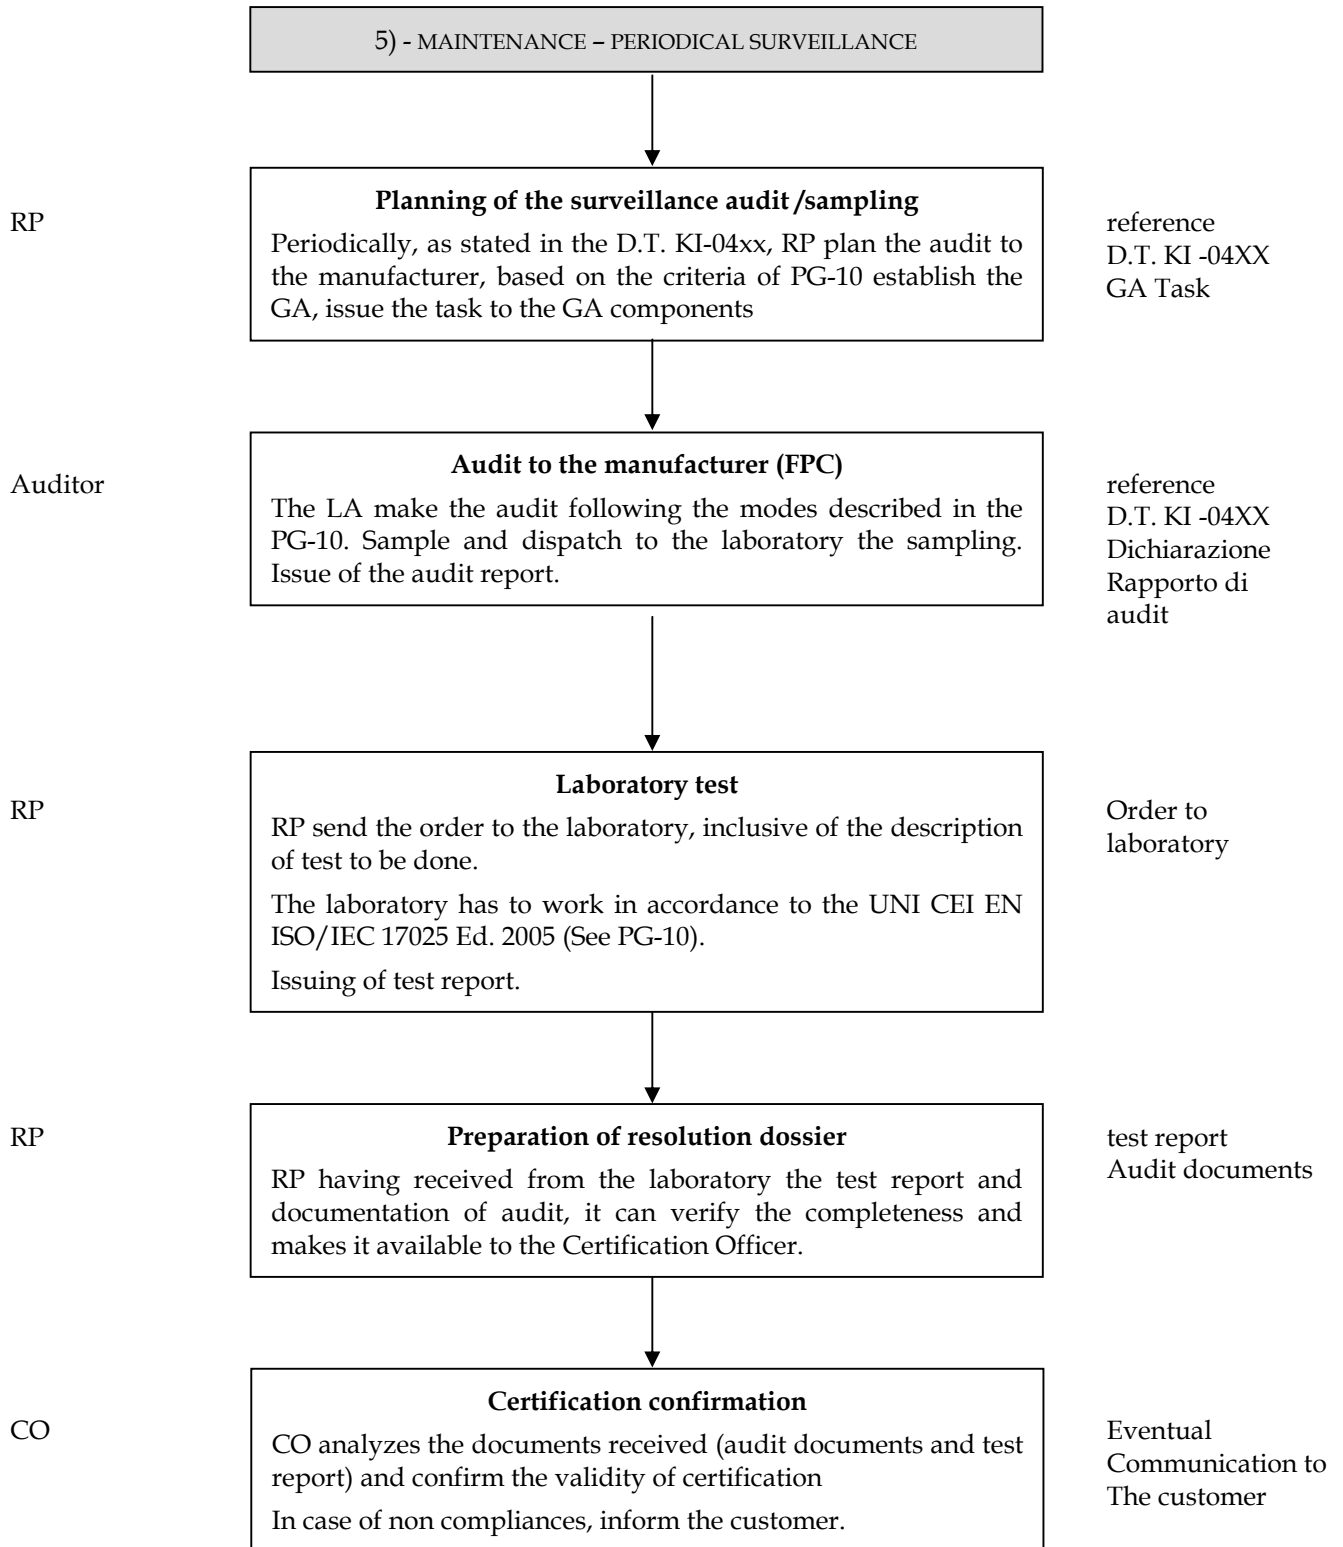 5) - MAINTENANCE – PERIODICAL SURVEILLANCE
RP
Planning of the surveillance audit /sampling
Periodically, as stated in the D.T. KI-04xx, RP plan the audit to
the manufacturer, based on the criteria of PG-10 establish the
GA, issue the task to the GA components
reference
D.T. KI -04XX
GA Task
Auditor
Audit to the manufacturer (FPC)
The LA make the audit following the modes described in the
PG-10. Sample and dispatch to the laboratory the sampling.
Issue of the audit report.
reference
D.T. KI -04XX
Dichiarazione
Rapporto di
audit
RP
Laboratory test
RP send the order to the laboratory, inclusive of the description
of test to be done.
The laboratory has to work in accordance to the UNI CEI EN
ISO/IEC 17025 Ed. 2005 (See PG-10).
Issuing of test report.
Order to
laboratory
RP
Preparation of resolution dossier
RP having received from the laboratory the test report and
documentation of audit, it can verify the completeness and
makes it available to the Certification Officer.
test report
Audit documents
CO
Certification confirmation
CO analyzes the documents received (audit documents and test
report) and confirm the validity of certification
In case of non compliances, inform the customer.
Eventual
Communication to
The customer